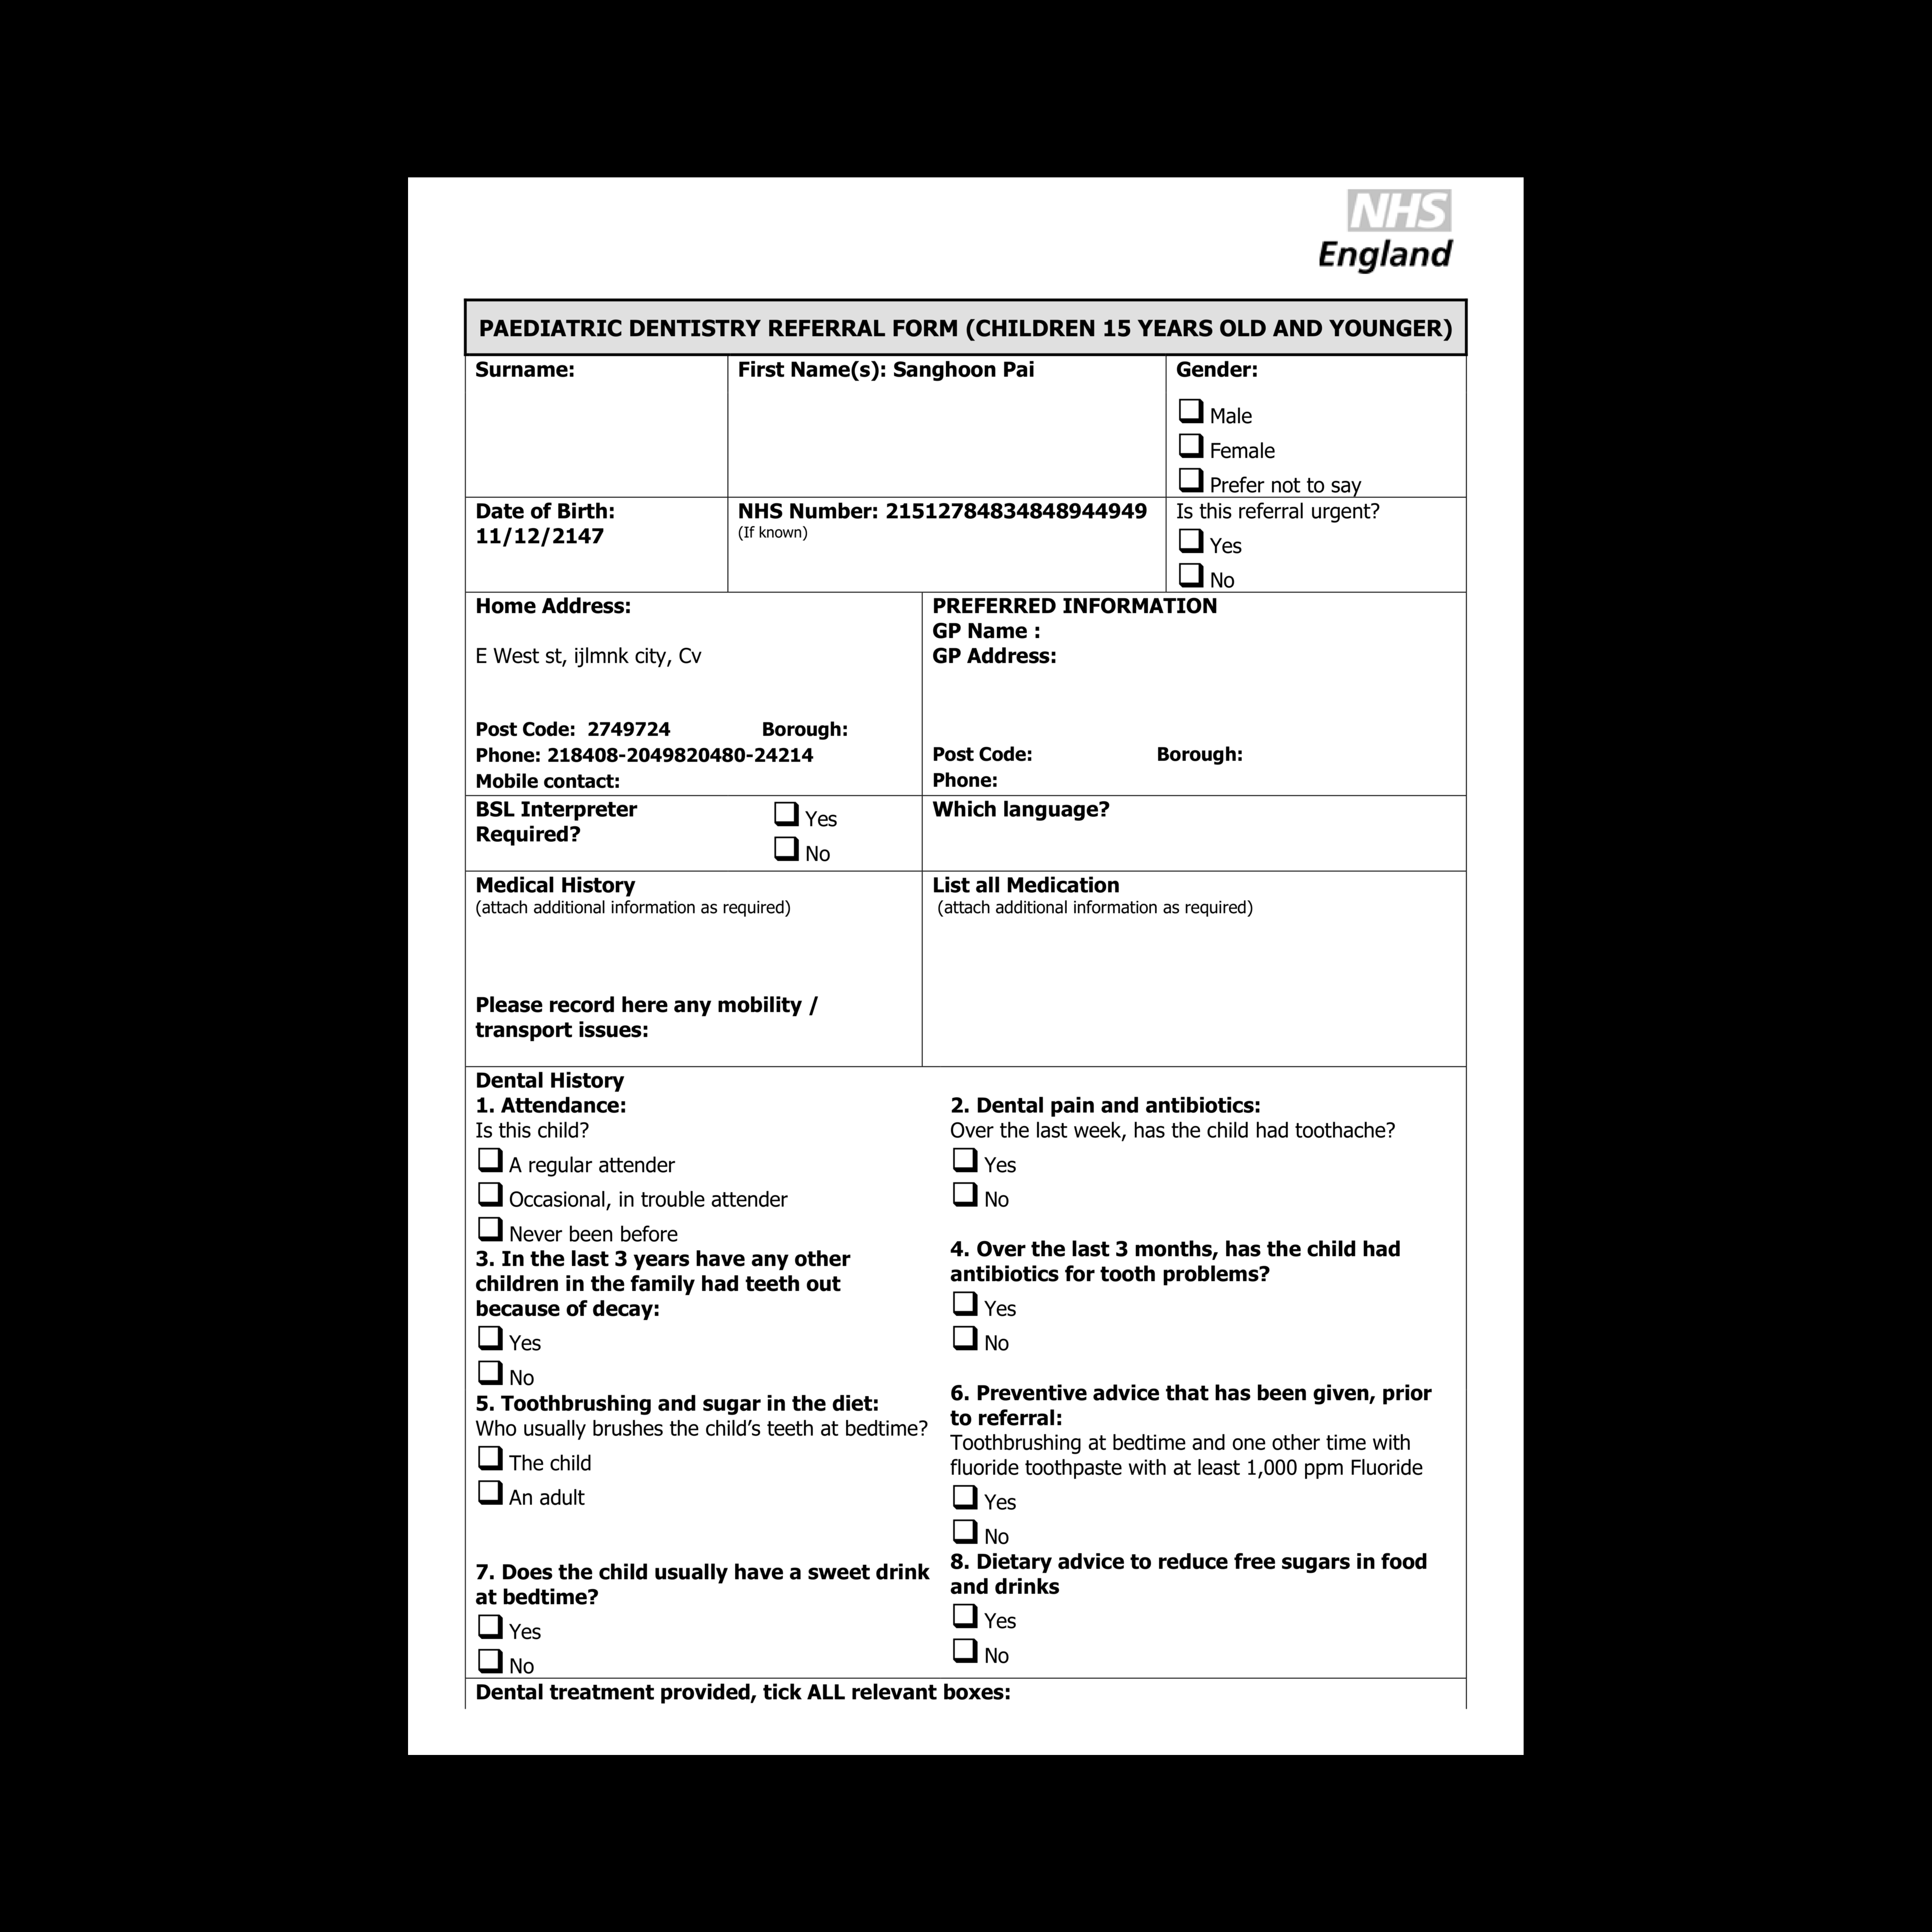 NHS
England
PAEDIATRIC DENTISTRY REFERRAL FORM (CHILDREN 15 YEARS OLD AND YOUNGER)
Surname:
First Name(s): Sanghoon Pai
Gender:
Male
Female
Prefer not to say
Date of Birth:
11/12/2147
NHS Number: 21512784834848944949
(If known)
Is this referral urgent?
Yes
No
Home Address:
E West st, ijlmnk city, Cv
Post Code: 2749724 Borough:
Phone: 218408-2049820480-24214
Mobile contact:
PREFERRED INFORMATION
GP Name :
GP Address:
Post Code: Borough:
Phone:
BSL Interpreter
Required?
Yes
No
Which language?
Medical History
(attach additional information as required)
Please record here any mobility /
transport issues:
List all Medication
(attach additional information as required)
Dental History
1. Attendance:
Is this child?
A regular attender
Occasional, in trouble attender
Never been before
2. Dental pain and antibiotics:
Over the last week, has the child had toothache?
Yes
No
3. In the last 3 years have any other
children in the family had teeth out
because of decay:
Yes
No
4. Over the last 3 months, has the child had
antibiotics for tooth problems?
Yes
No
5. Toothbrushing and sugar in the diet:
Who usually brushes the child's teeth at bedtime?
The child
An adult
6. Preventive advice that has been given, prior
to referral:
Toothbrushing at bedtime and one other time with
fluoride toothpaste with at least 1,000 ppm Fluoride
Yes
No
7. Does the child usually have a sweet drink
at bedtime?
Yes
No
8. Dietary advice to reduce free sugars in food
and drinks
Yes
No
Dental treatment provided, tick ALL relevant boxes: